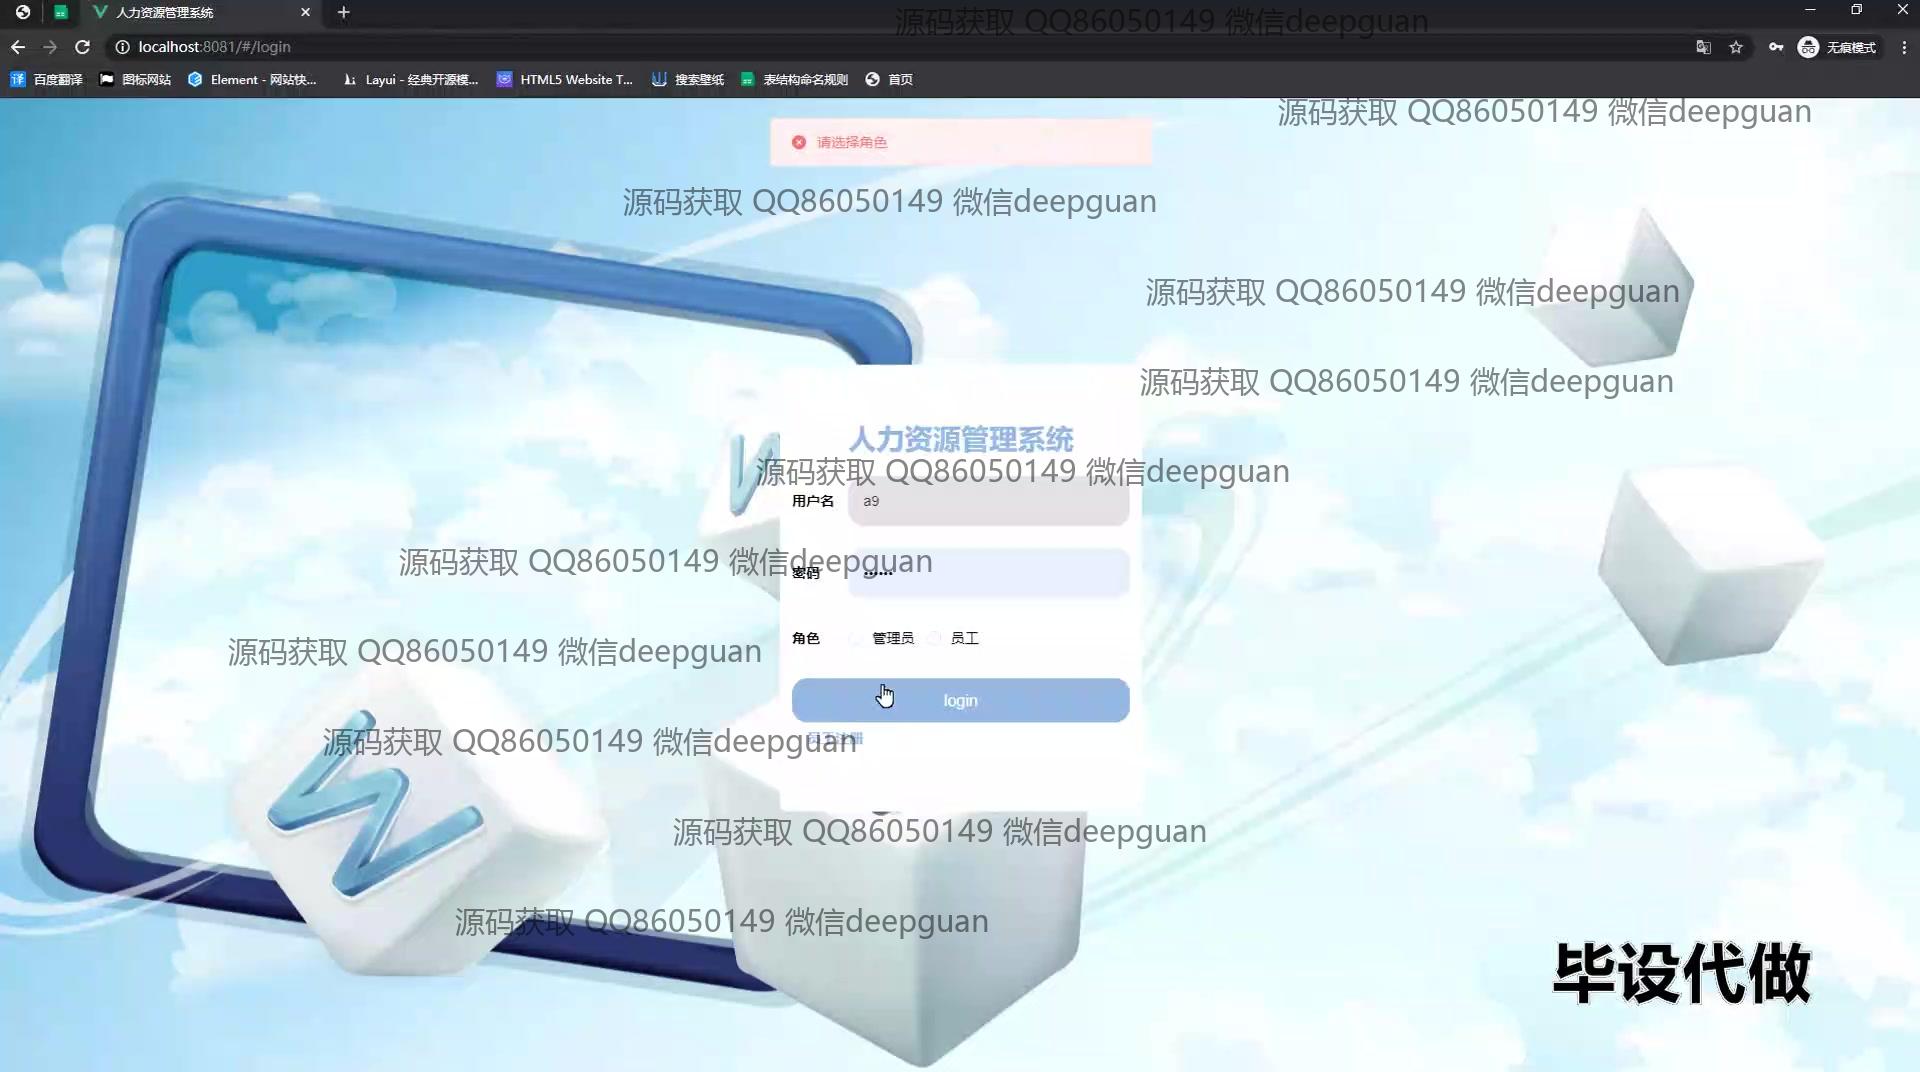 人力资源管理系统
源码获取 QQ86050149 微信deepguan
localhost:8081/#/login
无痕模式
百度翻译
图标网站
Element - 网站快...
Layui - 经典开源模...
HTML5 Website T...
搜索壁纸
表结构命名规则
首页
源码获取 QQ86050149 微信deepguan
请选择角色
源码获取 QQ86050149 微信deepguan
源码获取 QQ86050149 微信deepguan
源码获取 QQ86050149 微信deepguan
人力资源管理系统
源码获取 QQ86050149 微信deepguan
用户名
a9
源码获取 QQ86050149 微信deepguan
密码
角色
管理员
员工
源码获取 QQ86050149 微信deepguan
login
员工注册
源码获取 QQ86050149 微信deepguan
源码获取 QQ86050149 微信deepguan
源码获取 QQ86050149 微信deepguan
毕设代做